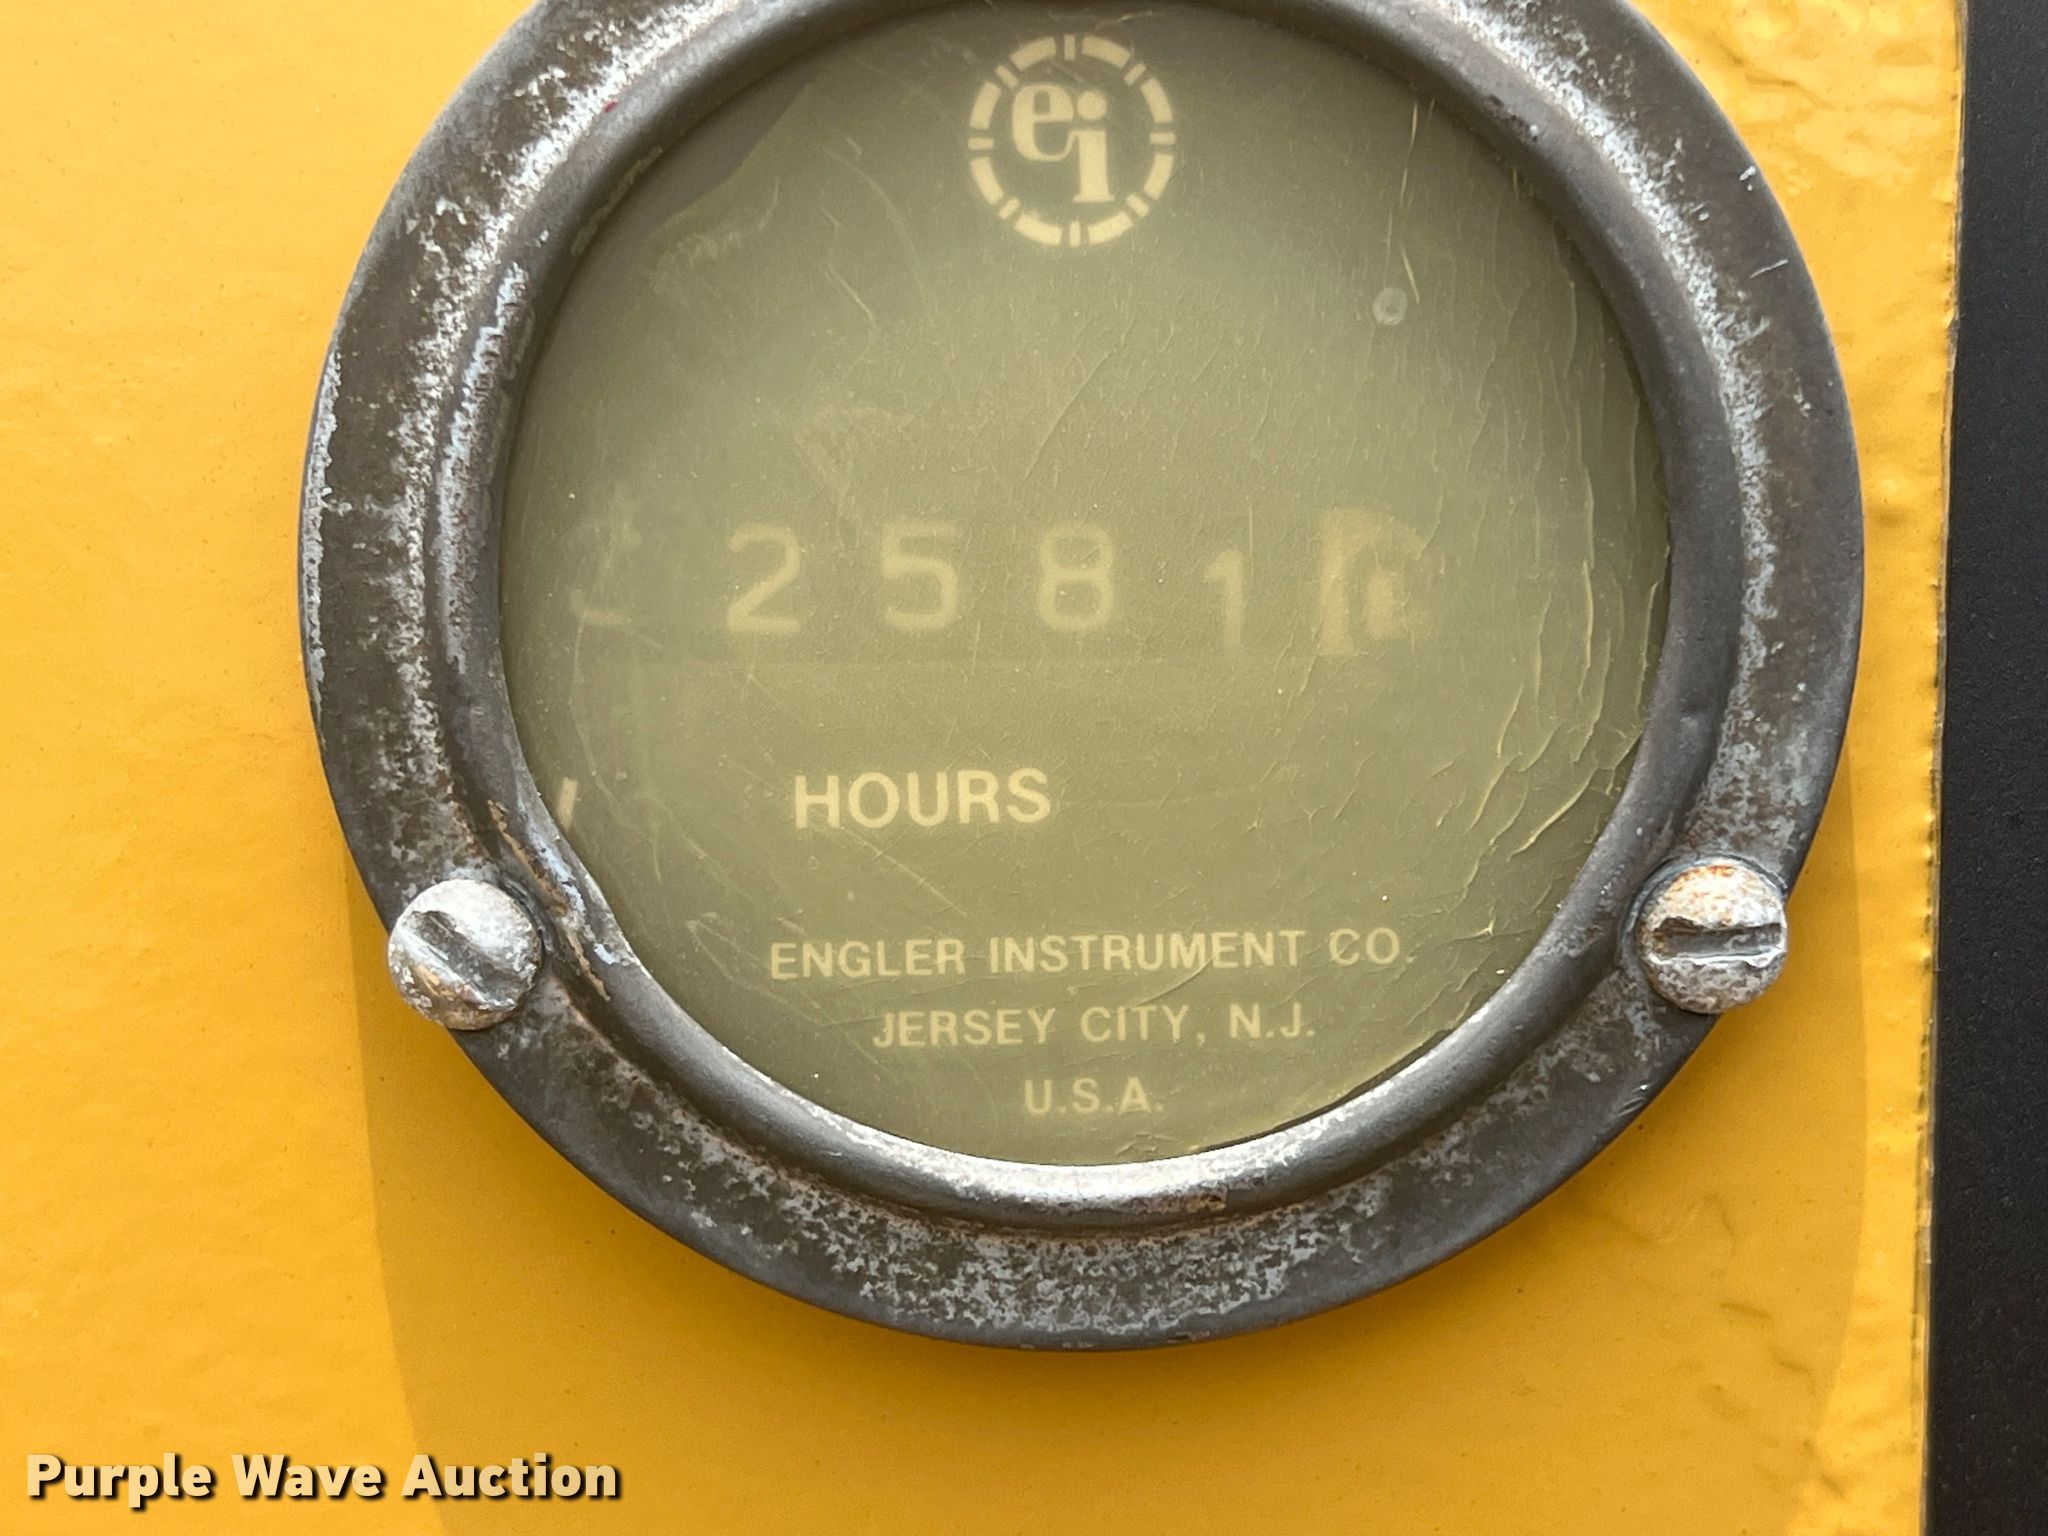 ei
2581
HOURS
ENGLER INSTRUMENT CO.
JERSEY CITY, N.J.
U.S.A.
Purple Wave Auction